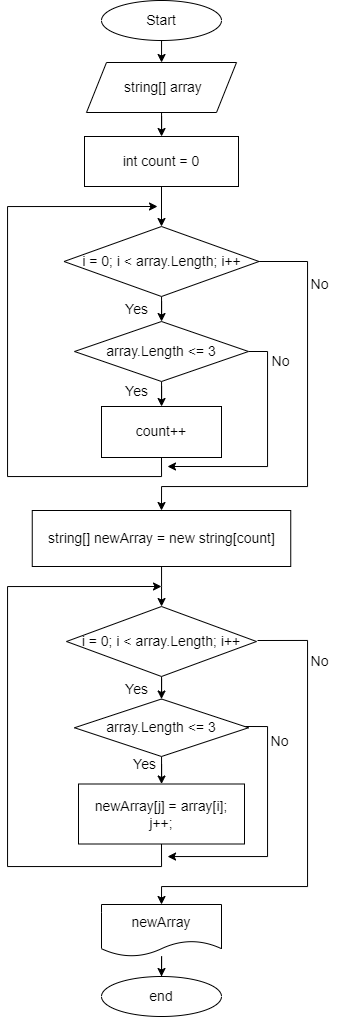 Start
string[] array
int count = 0
i = 0; i < array.Length; i++
No
Yes
array.Length <= 3
No
Yes
count++
string[] newArray = new string[count]
i = 0; i < array.Length; i++
No
Yes
array.Length <= 3
No
Yes
newArray[j] = array[i];
j++;
newArray
end